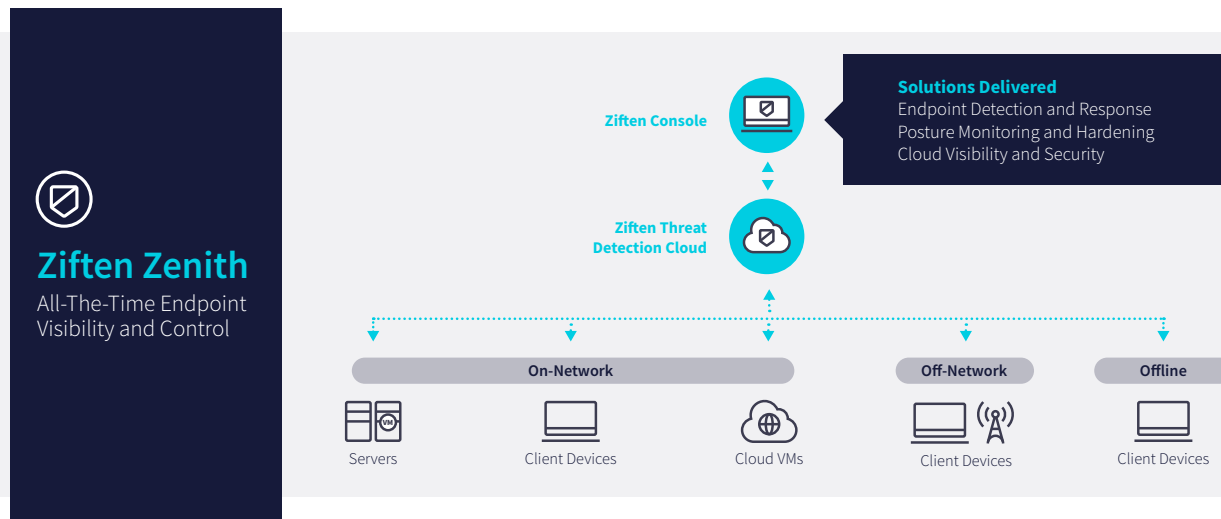 Ziften Zenith
All-The-Time Endpoint
Visibility and Control
Ziften Console
Solutions Delivered
Endpoint Detection and Response
Posture Monitoring and Hardening
Cloud Visibility and Security
Ziften Threat
Detection Cloud
On-Network
Off-Network
Offline
VM
Servers
Client Devices
Cloud VMs
Client Devices
Client Devices